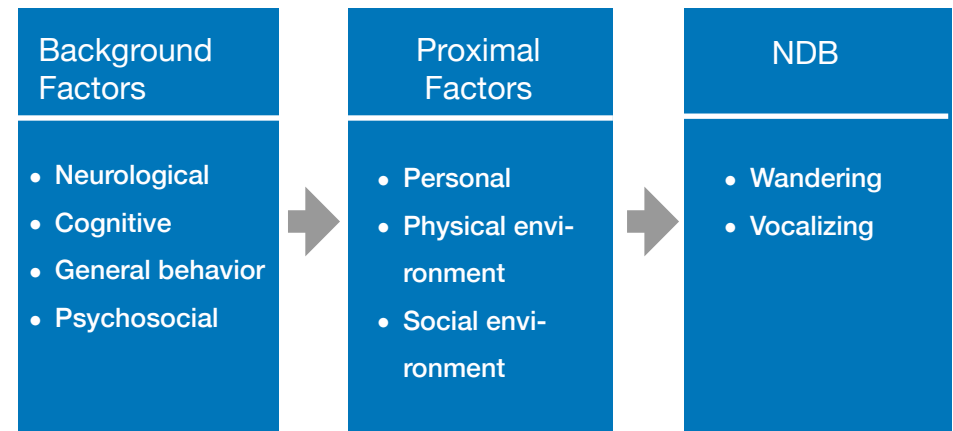 Background
Factors
• Neurological
• Cognitive
• General behavior
• Psychosocial
Proximal
Factors
• Personal
• Physical envi-
ronment
• Social envi-
ronment
NDB
• Wandering
• Vocalizing